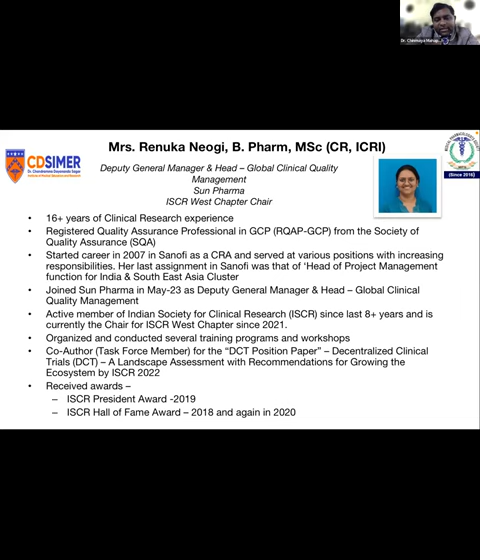 Dr. Chinmaya Mahap
Mrs. Renuka Neogi, B. Pharm, MSc (CR, ICRI)
CDSIMER
Dr. Chandramma Dayananda Sagar
Deputy General Manager & Head – Global Clinical Quality
Management
Sun Pharma
ISCR West Chapter Chair
(Since 2016)
• 16+ years of Clinical Research experience
• Registered Quality Assurance Professional in GCP (RQAP-GCP) from the Society of
Quality Assurance (SQA)
• Started career in 2007 in Sanofi as a CRA and served at various positions with increasing
responsibilities. Her last assignment in Sanofi was that of ‘Head of Project Management
function for India & South East Asia Cluster
• Joined Sun Pharma in May-23 as Deputy General Manager & Head – Global Clinical
Quality Management
• Active member of Indian Society for Clinical Research (ISCR) since last 8+ years and is
currently the Chair for ISCR West Chapter since 2021.
• Organized and conducted several training programs and workshops
• Co-Author (Task Force Member) for the “DCT Position Paper” – Decentralized Clinical
Trials (DCT) – A Landscape Assessment with Recommendations for Growing the
Ecosystem by ISCR 2022
• Received awards –
– ISCR President Award -2019
– ISCR Hall of Fame Award – 2018 and again in 2020